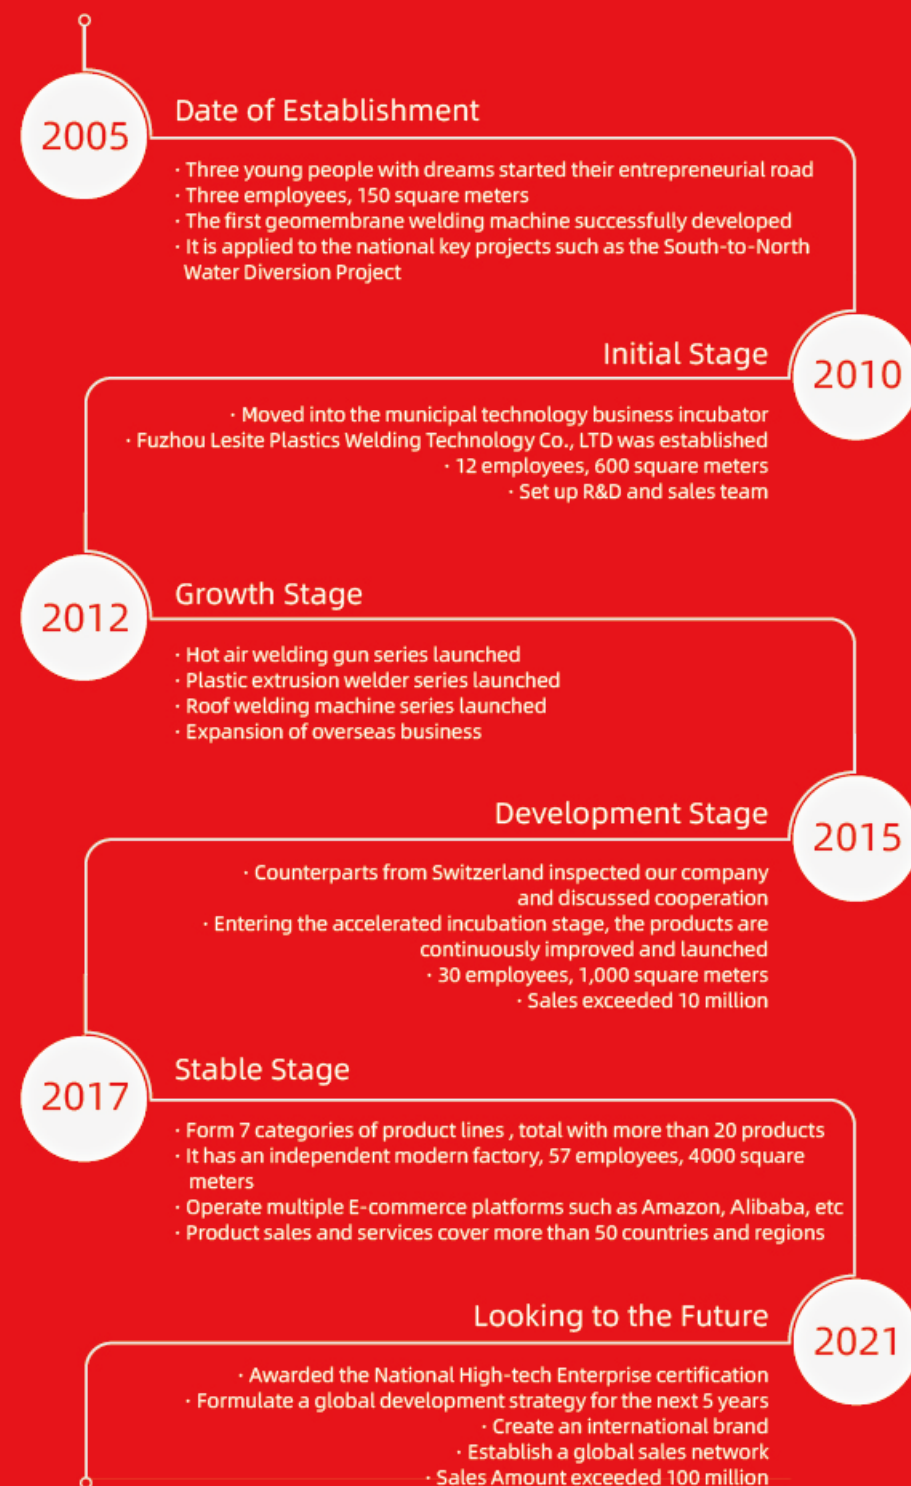 2005
Date of Establishment
· Three young people with dreams started their entrepreneurial road
· Three employees, 150 square meters
· The first geomembrane welding machine successfully developed
· It is applied to the national key projects such as the South-to-North
Water Diversion Project
Initial Stage
2010
· Moved into the municipal technology business incubator
· Fuzhou Lesite Plastics Welding Technology Co., LTD was established
· 12 employees, 600 square meters
· Set up R&D and sales team
2012
Growth Stage
· Hot air welding gun series launched
· Plastic extrusion welder series launched
· Roof welding machine series launched
· Expansion of overseas business
Development Stage
2015
· Counterparts from Switzerland inspected our company
and discussed cooperation
· Entering the accelerated incubation stage, the products are
continuously improved and launched
· 30 employees, 1,000 square meters
· Sales exceeded 10 million
2017
Stable Stage
· Form 7 categories of product lines , total with more than 20 products
· It has an independent modern factory, 57 employees, 4000 square
meters
· Operate multiple E-commerce platforms such as Amazon, Alibaba, etc
· Product sales and services cover more than 50 countries and regions
Looking to the Future
2021
· Awarded the National High-tech Enterprise certification
· Formulate a global development strategy for the next 5 years
· Create an international brand
· Establish a global sales network
· Sales Amount exceeded 100 million